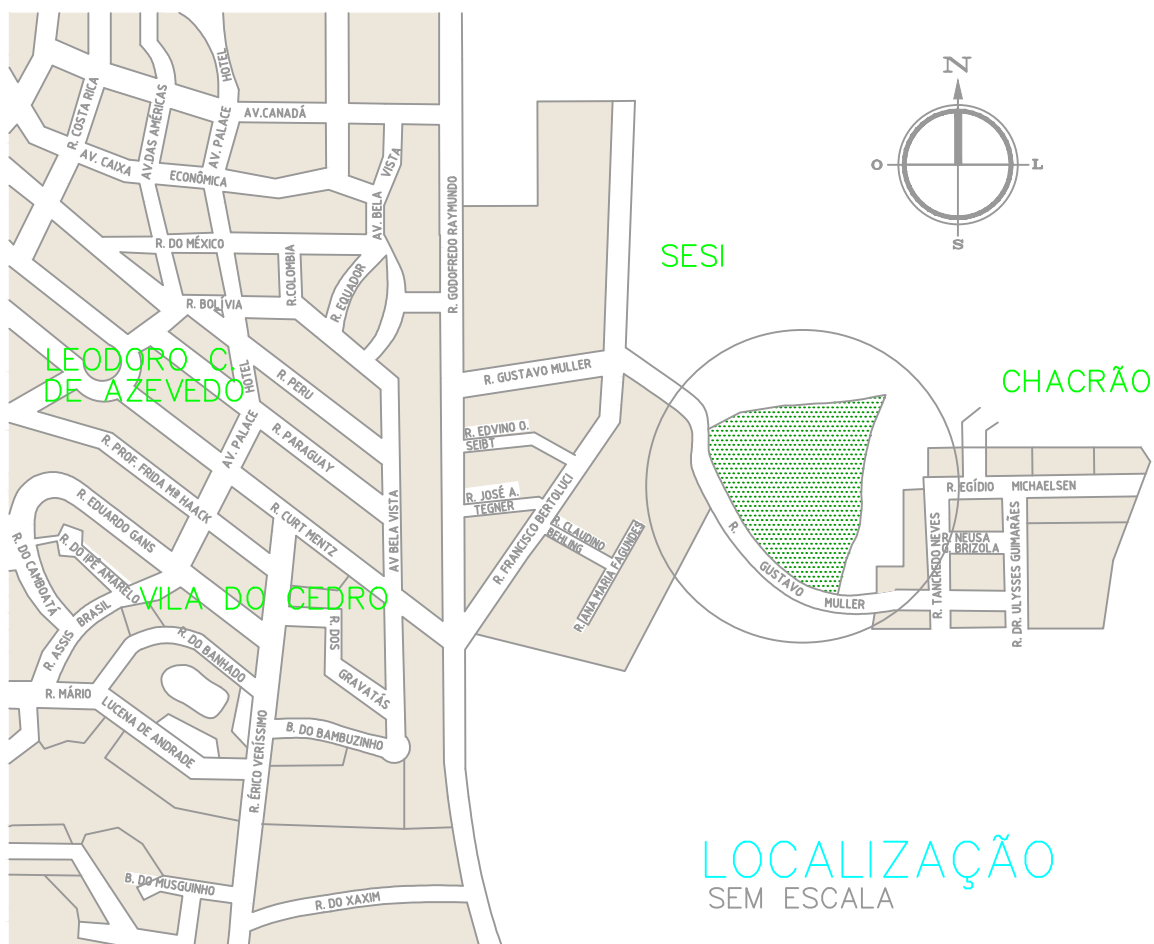 HOTEL
N
R. COSTA RICA
AV.DAS AMÉRICAS
AV. PALACE
AV.CANADÁ
AV. CAIXA
ECONÔMICA
VISTA
AV. BELA
O
L
S
R. GODOFREDO RAYMUNDO
R. DO MÉXICO
R.COLOMBIA
R. EQUADOR
SESI
R. BOLÍVIA
LEODORO C.
DE AZEVEDO
HOTEL
R. PERU
R. GUSTAVO MULLER
CHACRÃO
AV. PALACE
R. PARAGUAY
R. EDVINO O.
SEIBT
R. PROF. FRIDA Mª HAACK
R. EDUARDO GANS
R. CURT MENTZ
AV BELA VISTA
R. JOSÉ A.
TEGNER
R. FRANCISCO BERTOLUCI
R. CLAUDINO
BEHLING
R. ANA MARIA FAGUNDES
R.
GUSTAVO
MULLER
R. EGÍDIO MICHAELSEN
R. TANCREDO NEVES
R. NEUSA
G. BRIZOLA
R. DR. ULYSSES GUIMARÃES
R. DO CAMBOATÁ
R. DO IPÊ AMARELO
VILA DO CEDRO
R. ASSIS BRASIL
R. DO BANHADO
R. DOS
GRAVATÁS
R. MÁRIO
LUCENA DE ANDRADE
B. DO BAMBUZINHO
R. ÉRICO VERÍSSIMO
LOCALIZAÇÃO
SEM ESCALA
B. DO MUSGUINHO
R. DO XAXIM